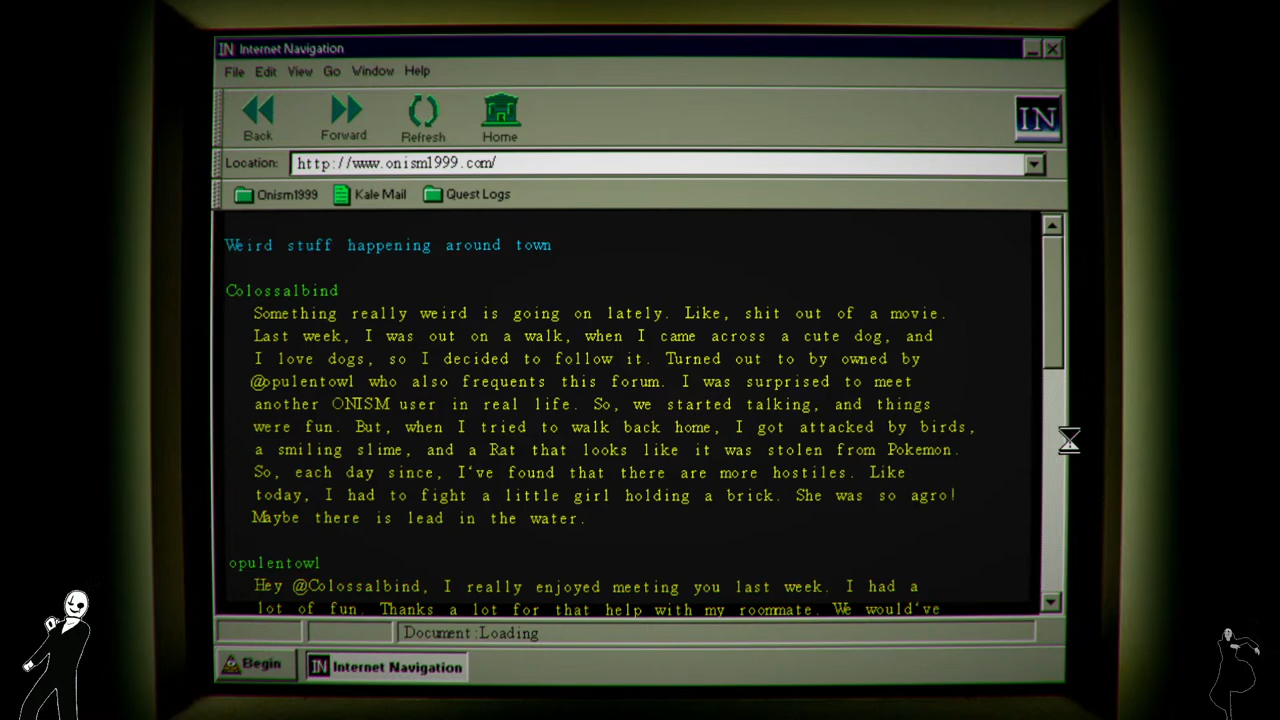 IN Internet Navigation
File Edit View Go Window Help
Back Forward Refresh Home
IN
Location: http://www.onism1999.com/
Onism1999 Kale Mail Quest Logs
Weird stuff happening around town
Colossalbind
Something really weird is going on lately. Like, shit out of a movie.
Last week, I was out on a walk, when I came across a cute dog, and
I love dogs, so I decided to follow it. Turned out to by owned by
@opulentowl who also frequents this forum. I was surprised to meet
another ONISM user in real life. So, we started talking, and things
were fun. But, when I tried to walk back home, I got attacked by birds,
a smiling slime, and a Rat that looks like it was stolen from Pokemon.
So, each day since, I've found that there are more hostiles. Like
today, I had to fight a little girl holding a brick. She was so agro!
Maybe there is lead in the water.
opulentowl
Hey @Colossalbind, I really enjoyed meeting you last week. I had a
lot of fun. Thanks a lot for that help with my roommate. We would've
Document:Loading
Begin IN Internet Navigation